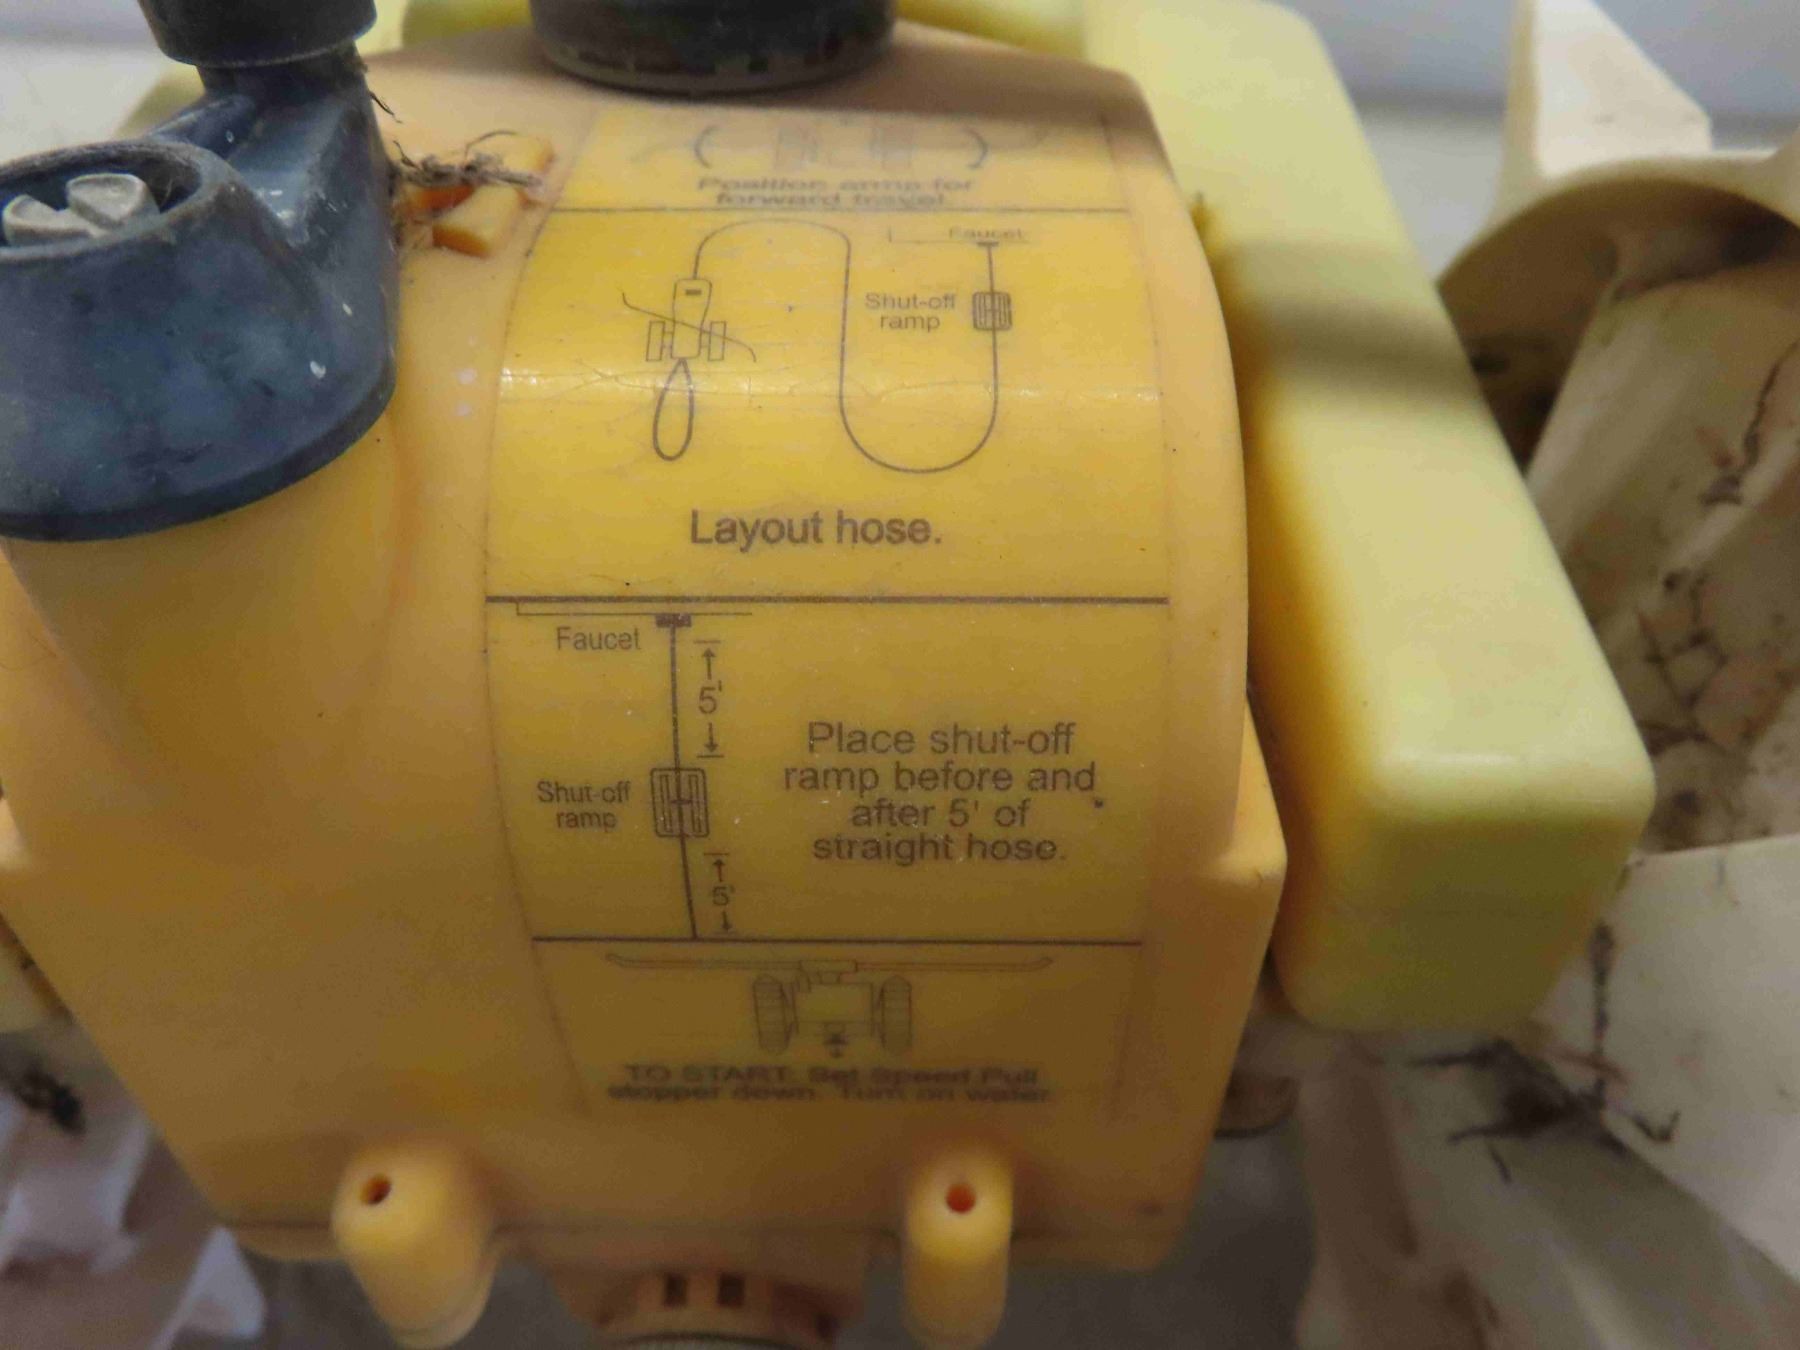 Position arms for
forward travel.
Faucet
Shut-off
ramp
Layout hose.
Faucet
5'
Shut-off
ramp
5'
Place shut-off
ramp before and
after 5' of
straight hose.
TO START: Set Speed Pull
stopper down. Turn on water.